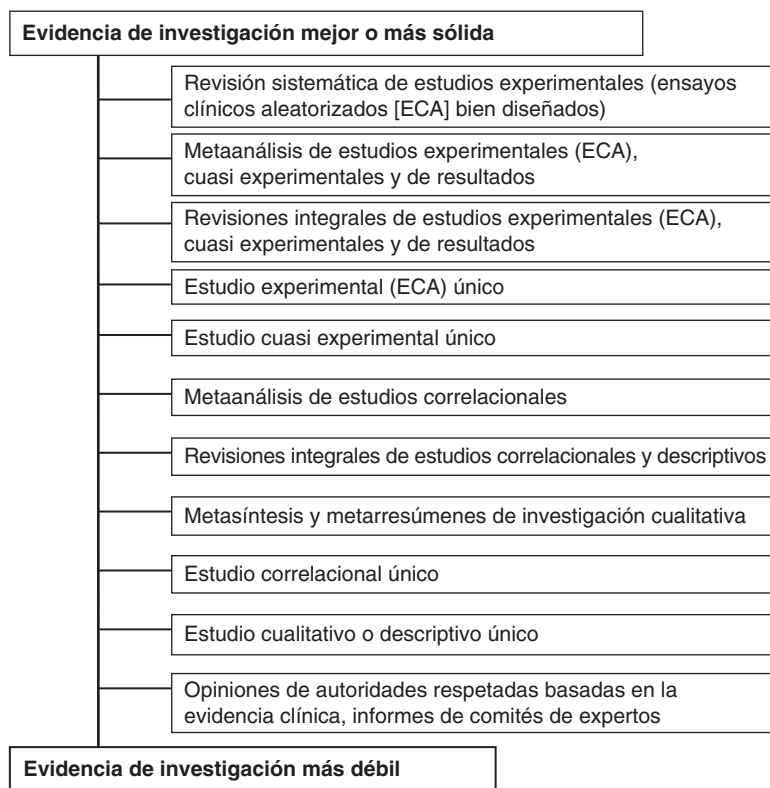 Evidencia de investigación mejor o más sólida
Revisión sistemática de estudios experimentales (ensayos
clínicos aleatorizados [ECA] bien diseñados)
Metaanálisis de estudios experimentales (ECA),
cuasi experimentales y de resultados
Revisiones integrales de estudios experimentales (ECA),
cuasi experimentales y de resultados
Estudio experimental (ECA) único
Estudio cuasi experimental único
Metaanálisis de estudios correlacionales
Revisiones integrales de estudios correlacionales y descriptivos
Metasíntesis y metarresúmenes de investigación cualitativa
Estudio correlacional único
Estudio cualitativo o descriptivo único
Opiniones de autoridades respetadas basadas en la
evidencia clínica, informes de comités de expertos
Evidencia de investigación más débil